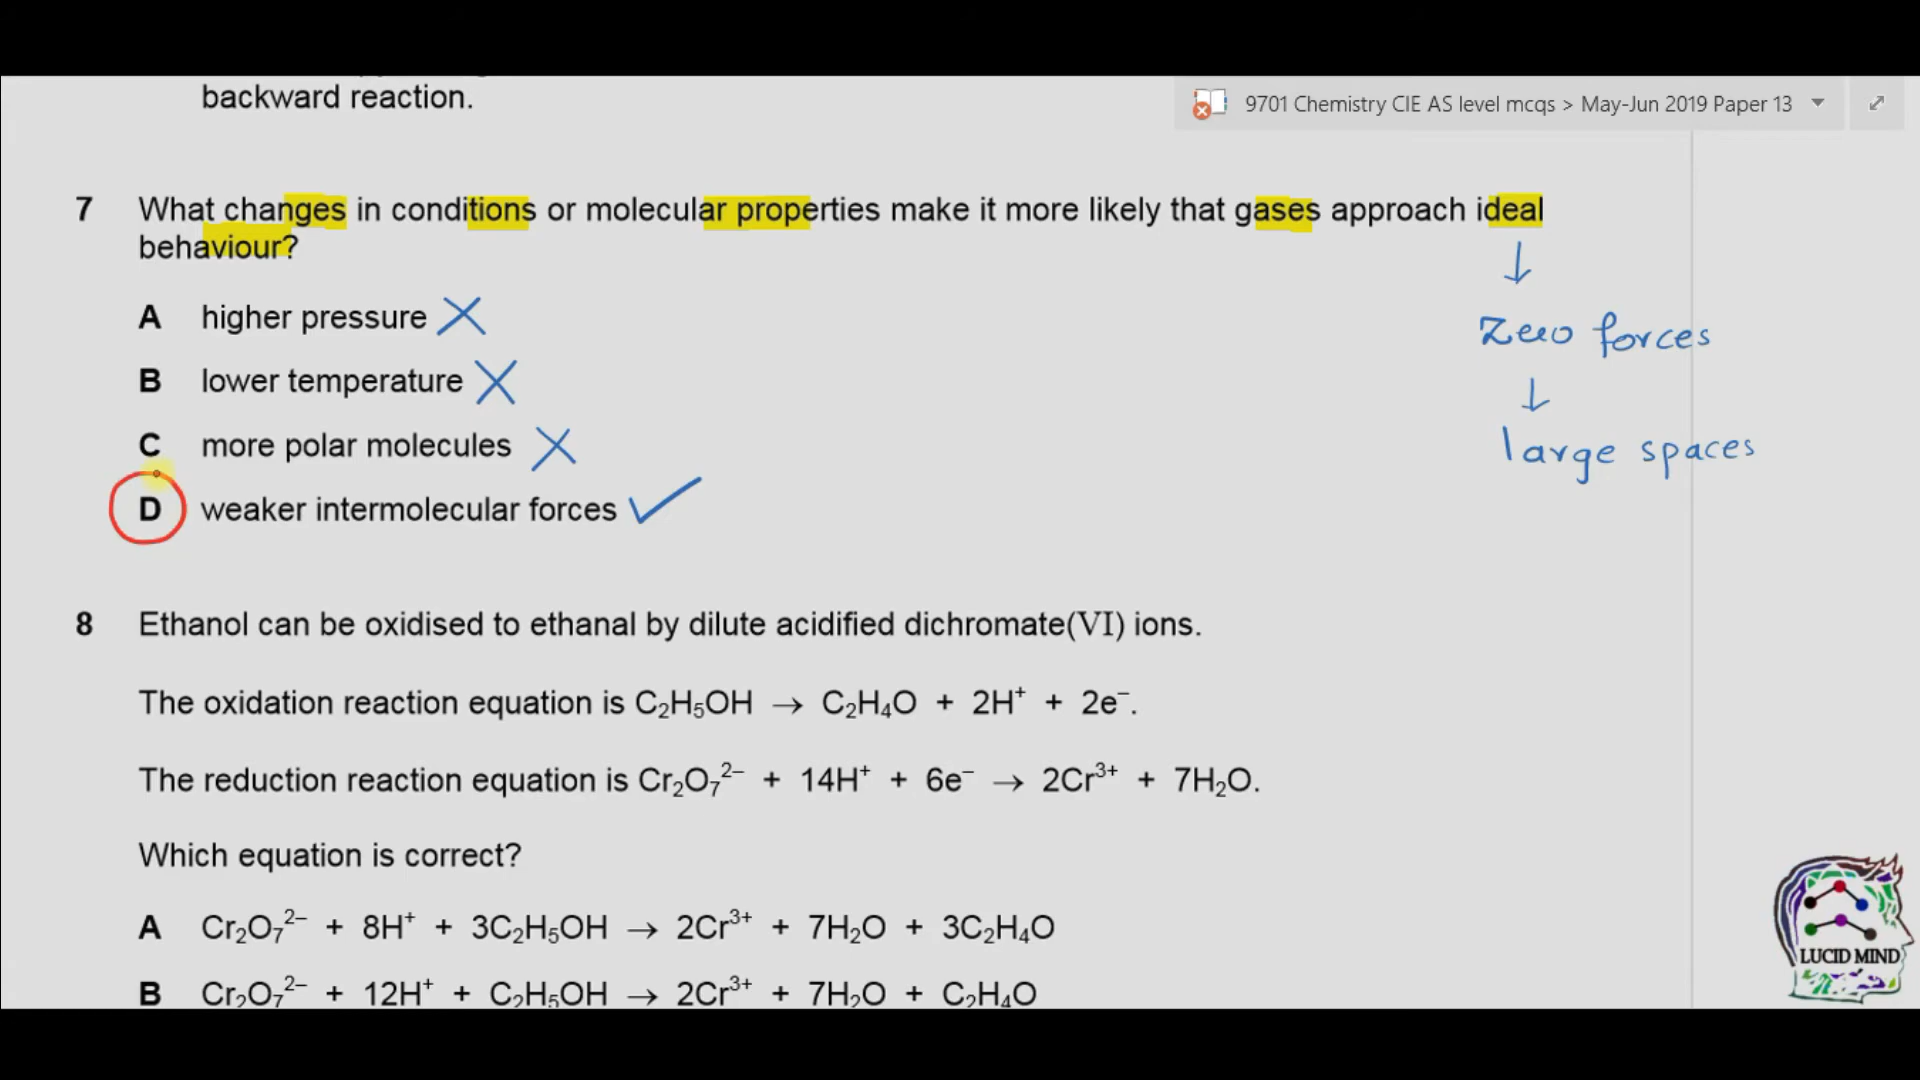 backward reaction.
9701 Chemistry CIE AS level mcqs > May-Jun 2019 Paper 13
7 What changes in conditions or molecular properties make it more likely that gases approach ideal
behaviour?
A higher pressure
B lower temperature
C more polar molecules
D weaker intermolecular forces
Zero forces
large spaces
8 Ethanol can be oxidised to ethanal by dilute acidified dichromate(VI) ions.
The oxidation reaction equation is C₂H₅OH → C₂H₄O + 2H⁺ + 2e⁻.
The reduction reaction equation is Cr₂O₇²⁻ + 14H⁺ + 6e⁻ → 2Cr³⁺ + 7H₂O.
Which equation is correct?
A Cr₂O₇²⁻ + 8H⁺ + 3C₂H₅OH → 2Cr³⁺ + 7H₂O + 3C₂H₄O
B Cr₂O₇²⁻ + 12H⁺ + C₂H₅OH → 2Cr³⁺ + 7H₂O + C₂H₄O
LUCID MIND